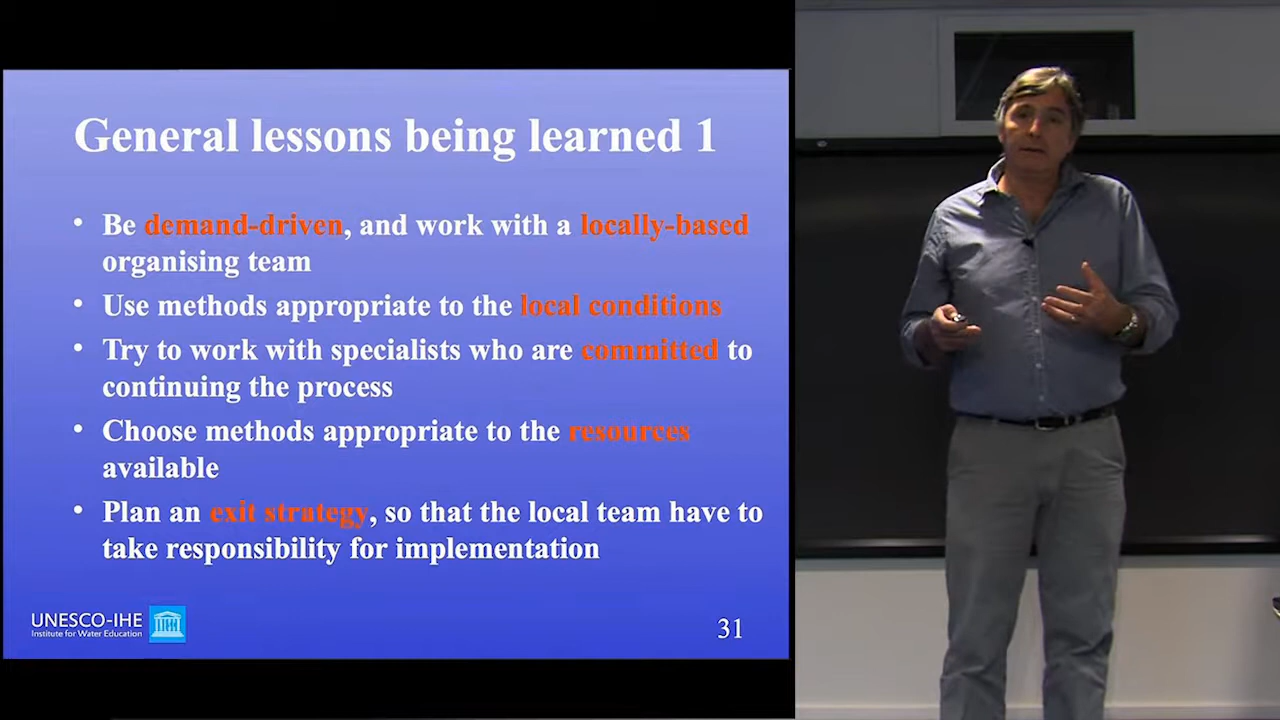 General lessons being learned 1
• Be demand-driven, and work with a locally-based
organising team
• Use methods appropriate to the local conditions
• Try to work with specialists who are committed to
continuing the process
• Choose methods appropriate to the resources
available
• Plan an exit strategy, so that the local team have to
take responsibility for implementation
UNESCO-IHE
Institute for Water Education
31